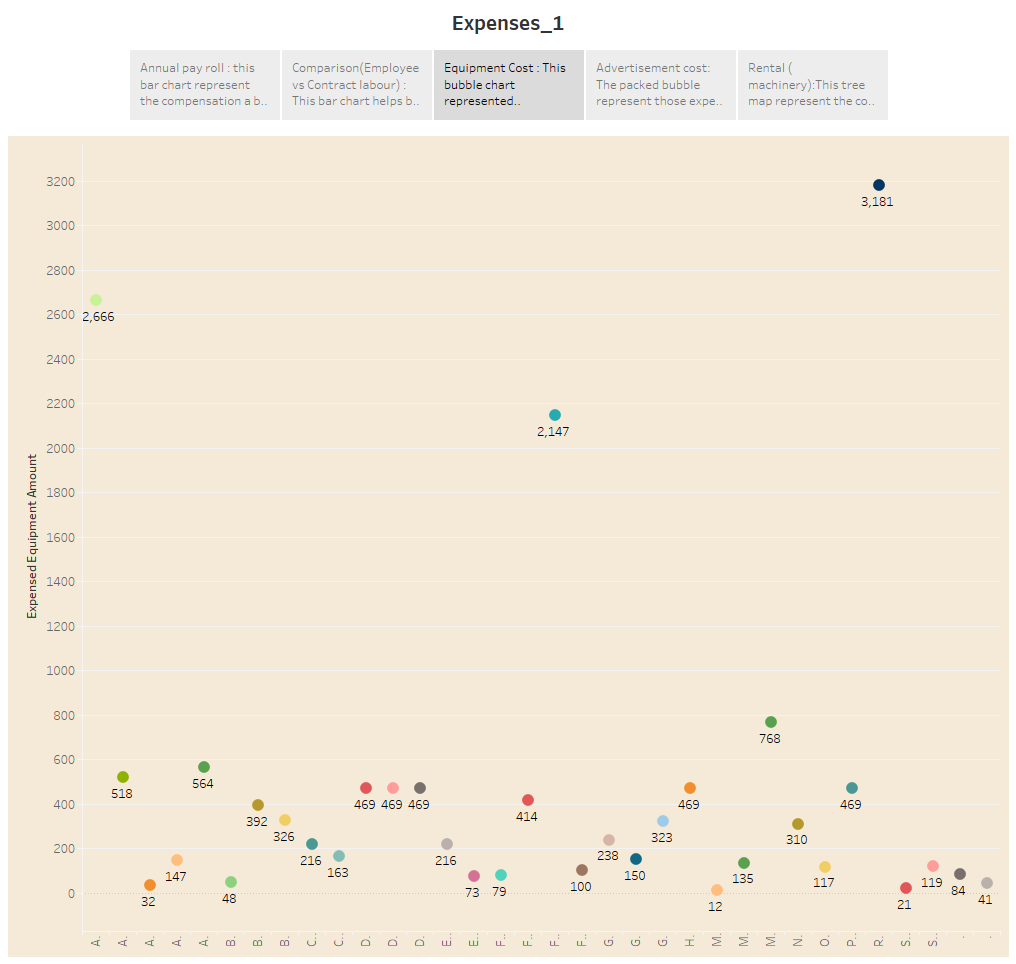 Expenses_1
Annual pay roll : this
bar chart represent
the compensation a b..
Comparison(Employee
vs Contract labour) :
This bar chart helps b..
Equipment Cost : This
bubble chart
represented..
Advertisement cost:
The packed bubble
represent those expe..
Rental (
machinery):This tree
map represent the co..
Expensed Equipment Amount
3200
3000
2800
2600
2400
2200
2000
1800
1600
1400
1200
1000
800
600
400
200
0
2,666
518
32
147
564
48
392
326
216
163
469
469
469
216
73
79
414
2,147
100
238
150
323
469
12
135
768
310
117
469
3,181
21
119
84
41
A.
A.
A.
A.
A.
B.
B.
B.
C..
C..
D.
D.
D.
E..
E..
F..
F..
F..
F..
G.
G.
G.
H.
M.
M.
M.
N.
O.
P..
R.
S..
S..
.
.